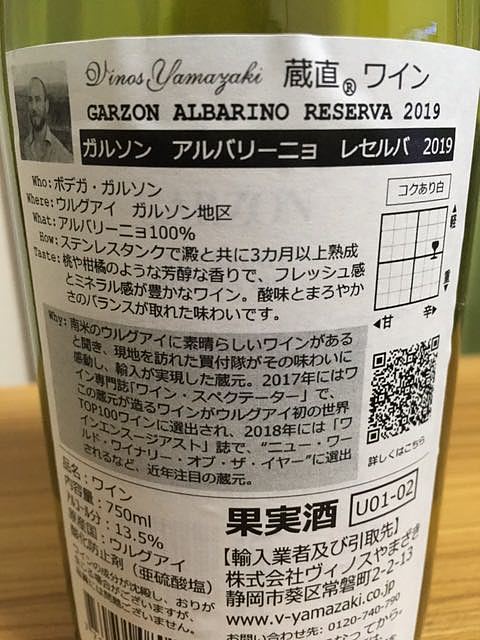 Vinos Yamazaki 蔵直® ワイン
GARZON ALBARINO RESERVA 2019
ガルソン アルバリーニョ レセルバ 2019
Who:ボデガ・ガルソン
Where:ウルグアイ ガルソン地区
What:アルバリーニョ100%
How:ステンレスタンクで澱と共に3カ月以上熟成
Taste:桃や柑橘のような芳醇な香りで、フレッシュ感
とミネラル感が豊かなワイン。酸味とまろやか
さのバランスが取れた味わいです。
コクあり白
▲軽
重▼
◀甘 辛▶
Why:南米のウルグアイに素晴らしいワインがある
と聞き、現地を訪れた買付隊がその味わいに
感動し、輸入が実現した蔵元。2017年にはワ
イン専門誌「ワイン・スペクテーター」で、
この蔵元が造るワインがウルグアイ初の世界
TOP100ワインに選出され、2018年には「ワ
インエンスージアスト」誌で、"ニュー・ワー
ルド・ワイナリー・オブ・ザ・イヤー"に選出
されるなど、近年注目の蔵元。
詳しくはこちら
品名:ワイン
内容量:750ml
アルコール分:13.5%
原産国:ウルグアイ
酸化防止剤(亜硫酸塩)
ワインの成分が沈殿し、おりが
果実酒
U01-02
【輸入業者及び引取先】
株式会社ヴィノスやまざき
静岡市葵区常磐町2-2-13
www.v-yamazaki.co.jp
お問い合わせ先:0120-740-790